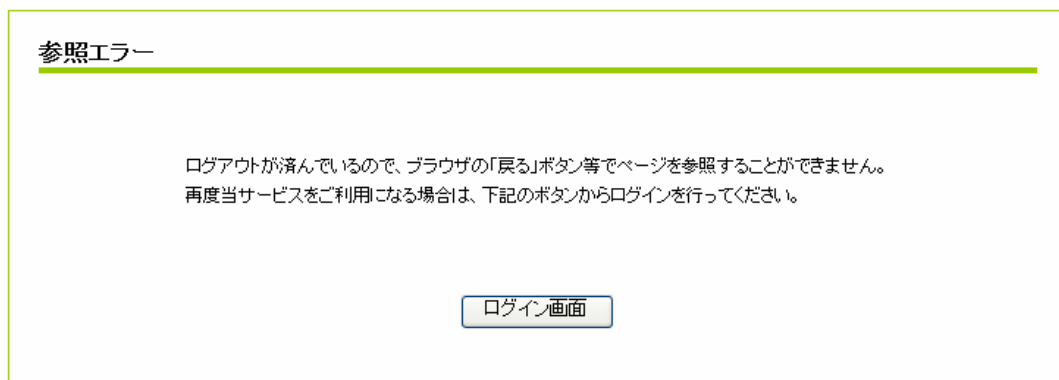 参照エラー
ログアウトが済んでいるので、ブラウザの「戻る」ボタン等でページを参照することができません。
再度当サービスをご利用になる場合は、下記のボタンからログインを行ってください。
ログイン画面